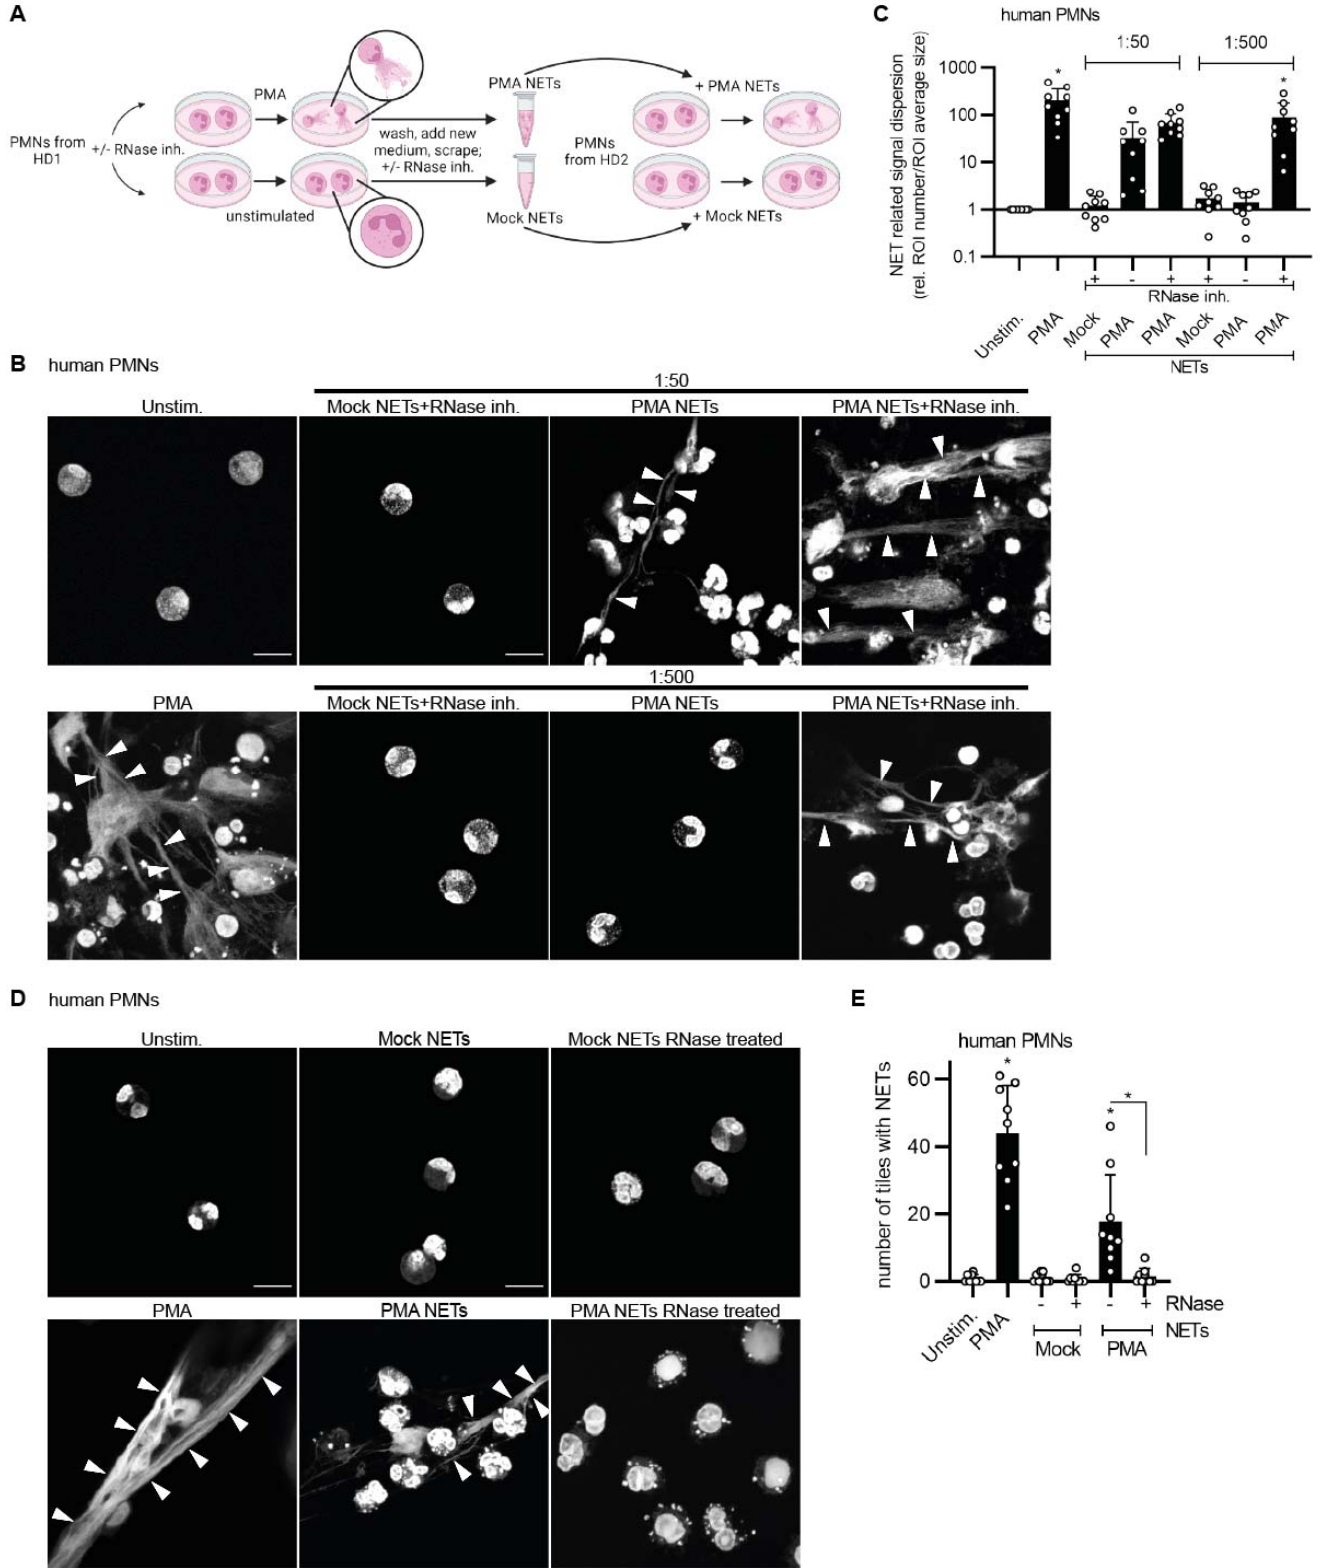 A
PMNs from
HD1
+/- RNase inh.
PMA
unstimulated
wash, add new
medium, scrape;
+/- RNase inh.
PMA NETs
Mock NETs
PMNs
from HD2
+ PMA NETs
+ Mock NETs
C
human PMNs
1:50
1:500
NET related signal dispersion
(rel. ROI number/ROI average size)
1000
100
10
1
0.1
*
*
+ - + + - +
RNase inh.
Unstim.
PMA
Mock
PMA
PMA
Mock
PMA
PMA
NETs
B
human PMNs
1:50
Unstim.
Mock NETs+RNase inh.
PMA NETs
PMA NETs+RNase inh.
1:500
PMA
Mock NETs+RNase inh.
PMA NETs
PMA NETs+RNase inh.
D
human PMNs
Unstim.
Mock NETs
Mock NETs RNase treated
PMA
PMA NETs
PMA NETs RNase treated
E
human PMNs
number of tiles with NETs
60
40
20
0
*
*
*
- + - + RNase
Unstim.
PMA
Mock
PMA
NETs